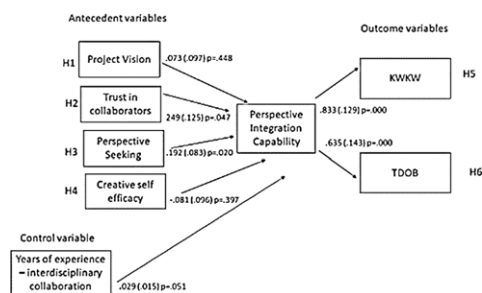 Antecedent variables
Outcome variables
H1
Project Vision
.073 (.097) p=.448
KWKW
H5
H2
Trust in
collaborators
249 (.125) p=.047
Perspective
Integration
Capability
.833 (.129) p=.000
H3
Perspective
Seeking
.192 (.083) p=.020
.635 (.143) p=.000
H4
Creative self
efficacy
-.081 (.096) p=.397
TDOB
H6
Control variable
Years of experience
– interdisciplinary
collaboration
.029 (.015) p=.051